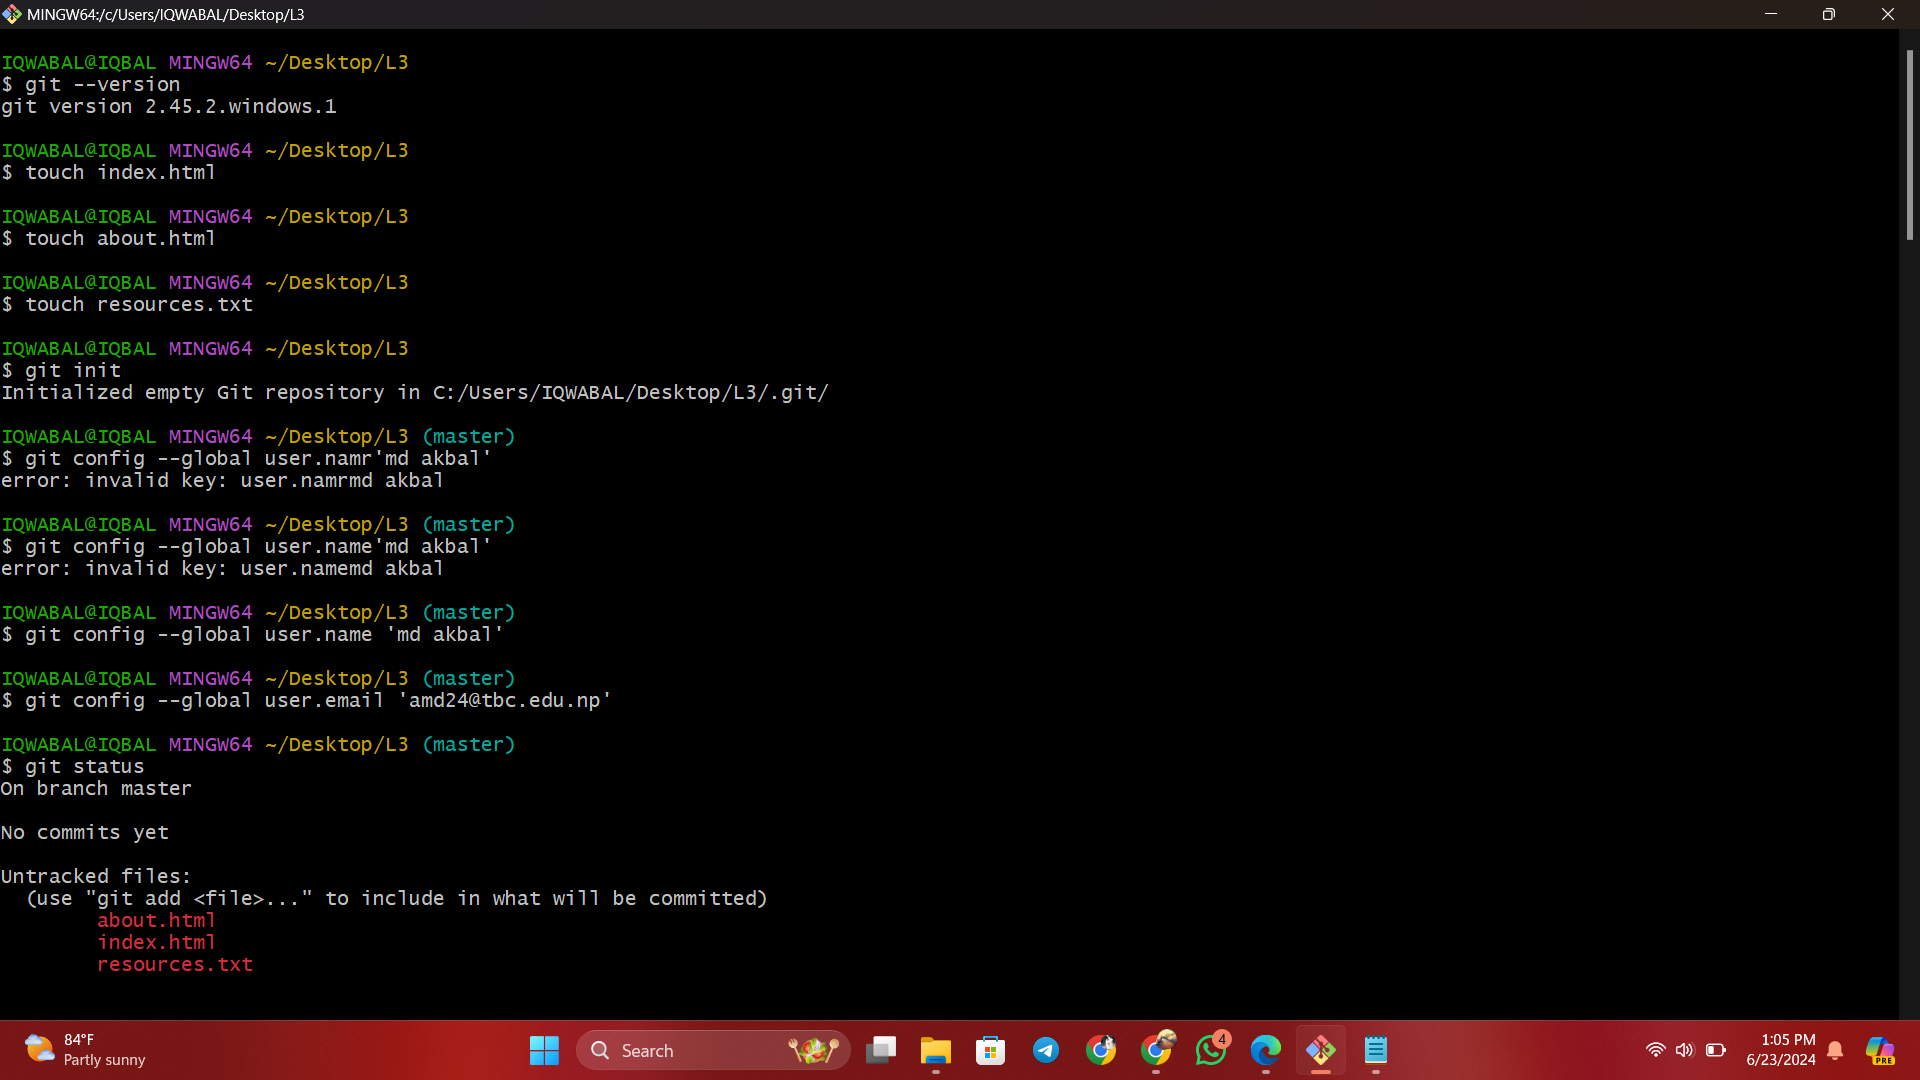 MINGW64:/c/Users/IQWABAL/Desktop/L3
IQWABAL@IQBAL MINGW64 ~/Desktop/L3
$ git --version
git version 2.45.2.windows.1
IQWABAL@IQBAL MINGW64 ~/Desktop/L3
$ touch index.html
IQWABAL@IQBAL MINGW64 ~/Desktop/L3
$ touch about.html
IQWABAL@IQBAL MINGW64 ~/Desktop/L3
$ touch resources.txt
IQWABAL@IQBAL MINGW64 ~/Desktop/L3
$ git init
Initialized empty Git repository in C:/Users/IQWABAL/Desktop/L3/.git/
IQWABAL@IQBAL MINGW64 ~/Desktop/L3 (master)
$ git config --global user.namr'md akbal'
error: invalid key: user.namrmd akbal
IQWABAL@IQBAL MINGW64 ~/Desktop/L3 (master)
$ git config --global user.name'md akbal'
error: invalid key: user.namemd akbal
IQWABAL@IQBAL MINGW64 ~/Desktop/L3 (master)
$ git config --global user.name 'md akbal'
IQWABAL@IQBAL MINGW64 ~/Desktop/L3 (master)
$ git config --global user.email 'amd24@tbc.edu.np'
IQWABAL@IQBAL MINGW64 ~/Desktop/L3 (master)
$ git status
On branch master
No commits yet
Untracked files:
(use "git add <file>..." to include in what will be committed)
about.html
index.html
resources.txt
84°F
Partly sunny
Search
4
1:05 PM
6/23/2024
PRE